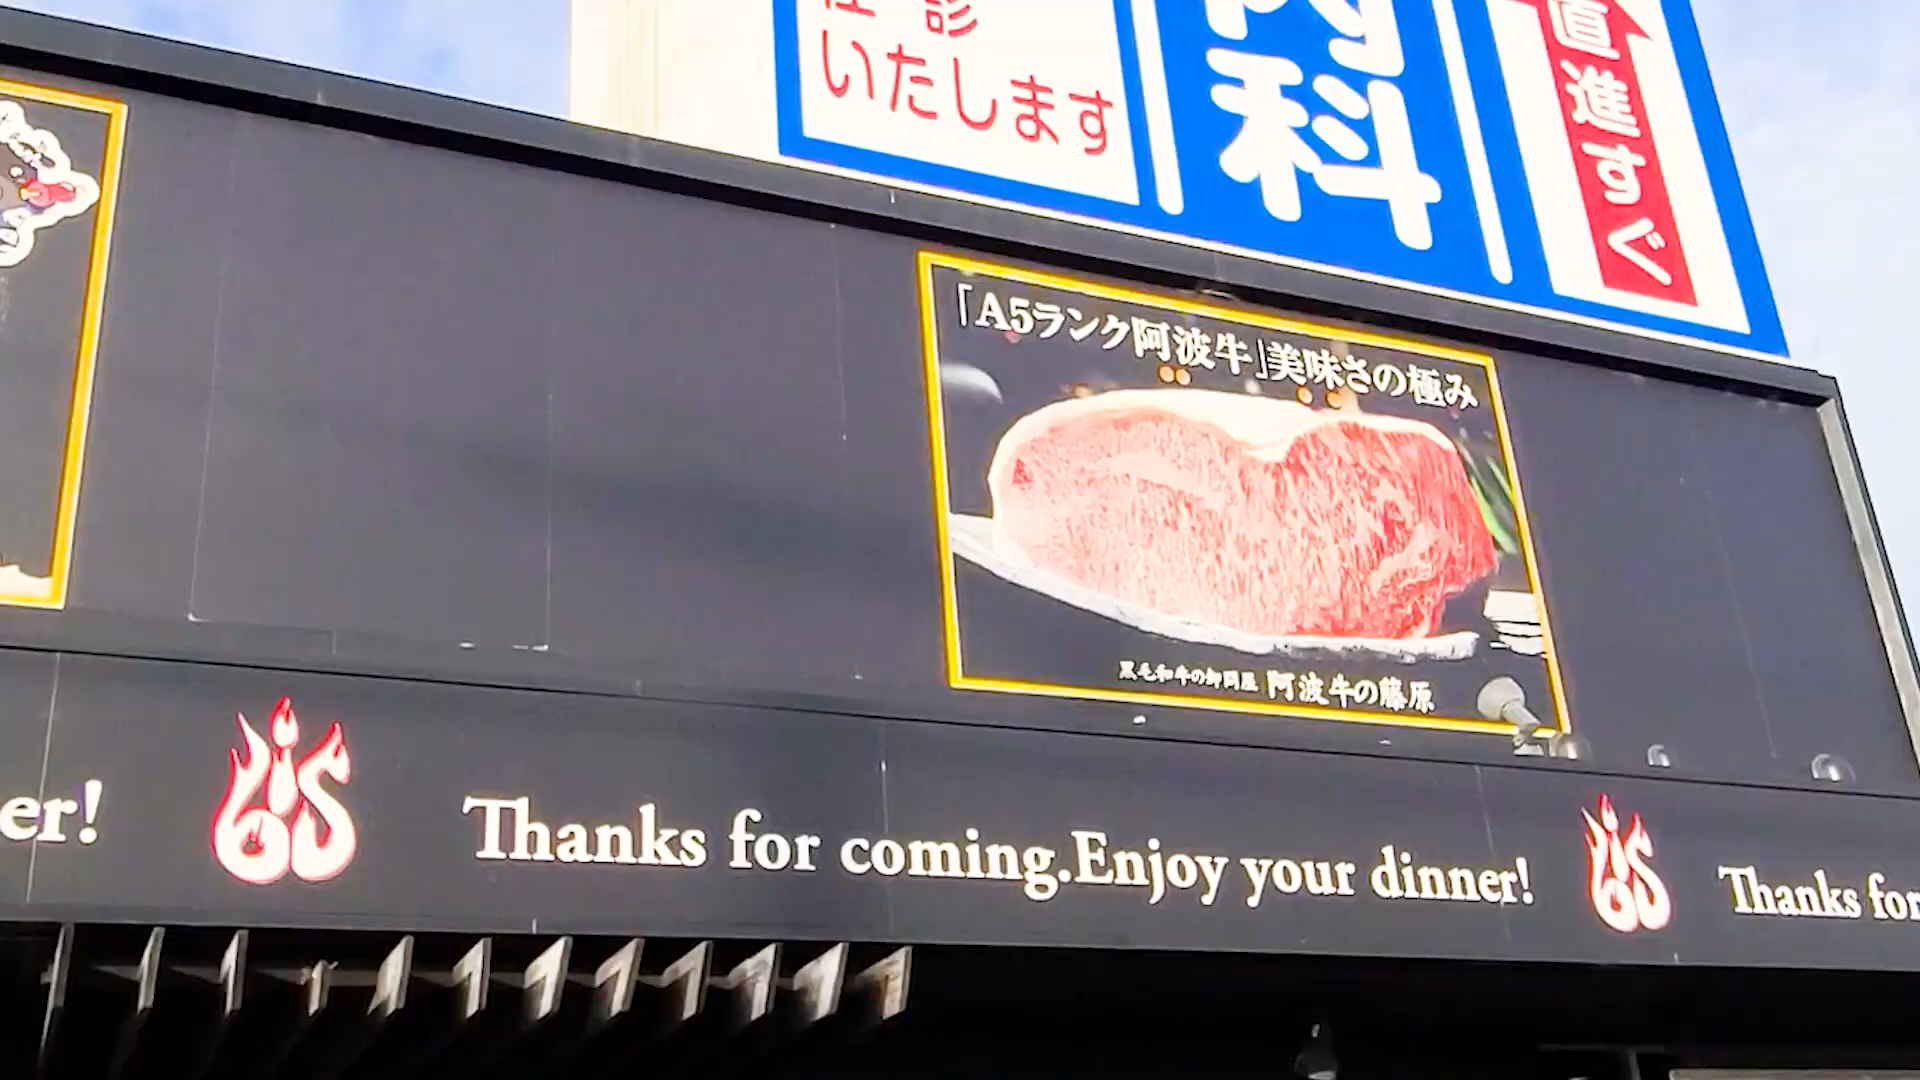 往診
いたします
内科
直進すぐ
「A5ランク阿波牛」美味さの極み
黒毛和牛の卸問屋 阿波牛の藤原
er!
Thanks for coming.Enjoy your dinner!
Thanks for